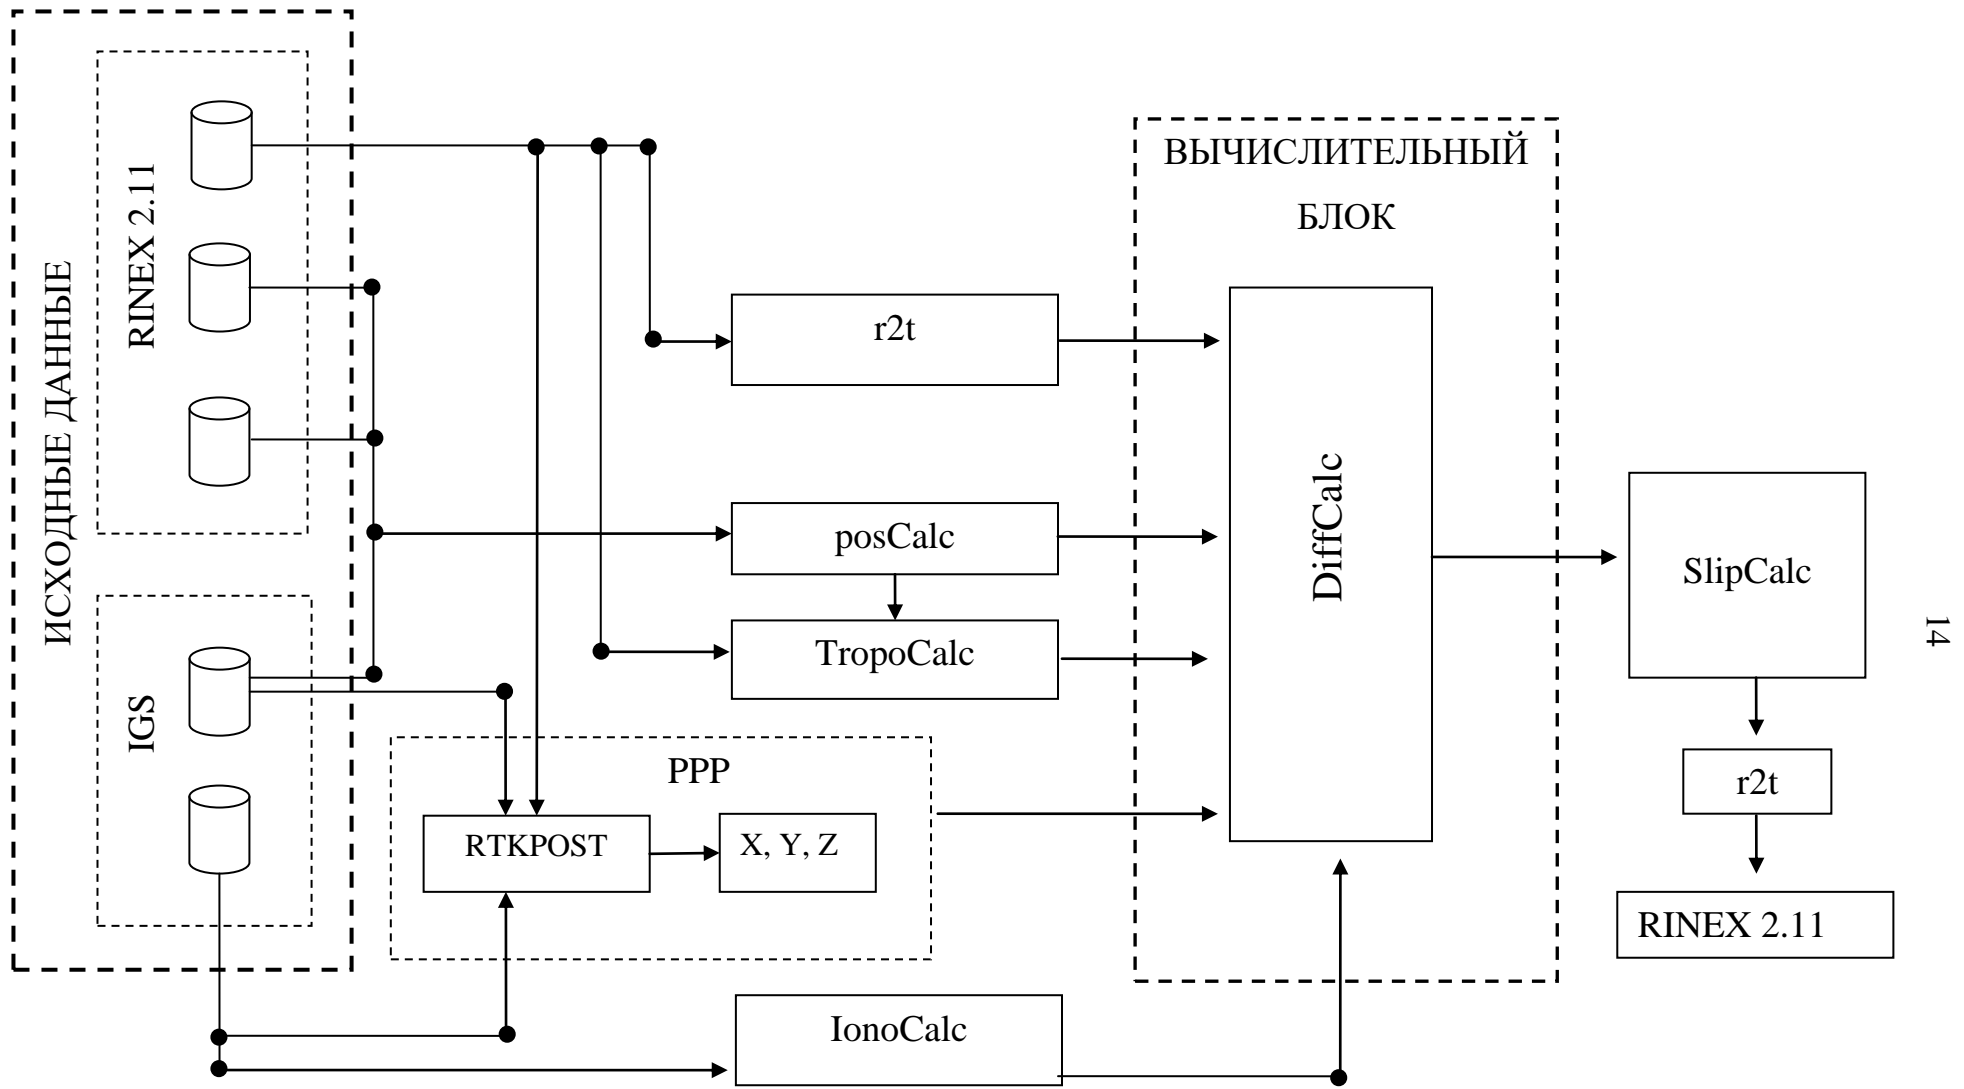 ИСХОДНЫЕ ДАННЫЕ
RINEX 2.11
IGS
r2t
posCalc
TropoCalc
PPP
RTKPOST
X, Y, Z
IonoCalc
ВЫЧИСЛИТЕЛЬНЫЙ
БЛОК
DiffCalc
SlipCalc
r2t
RINEX 2.11
14